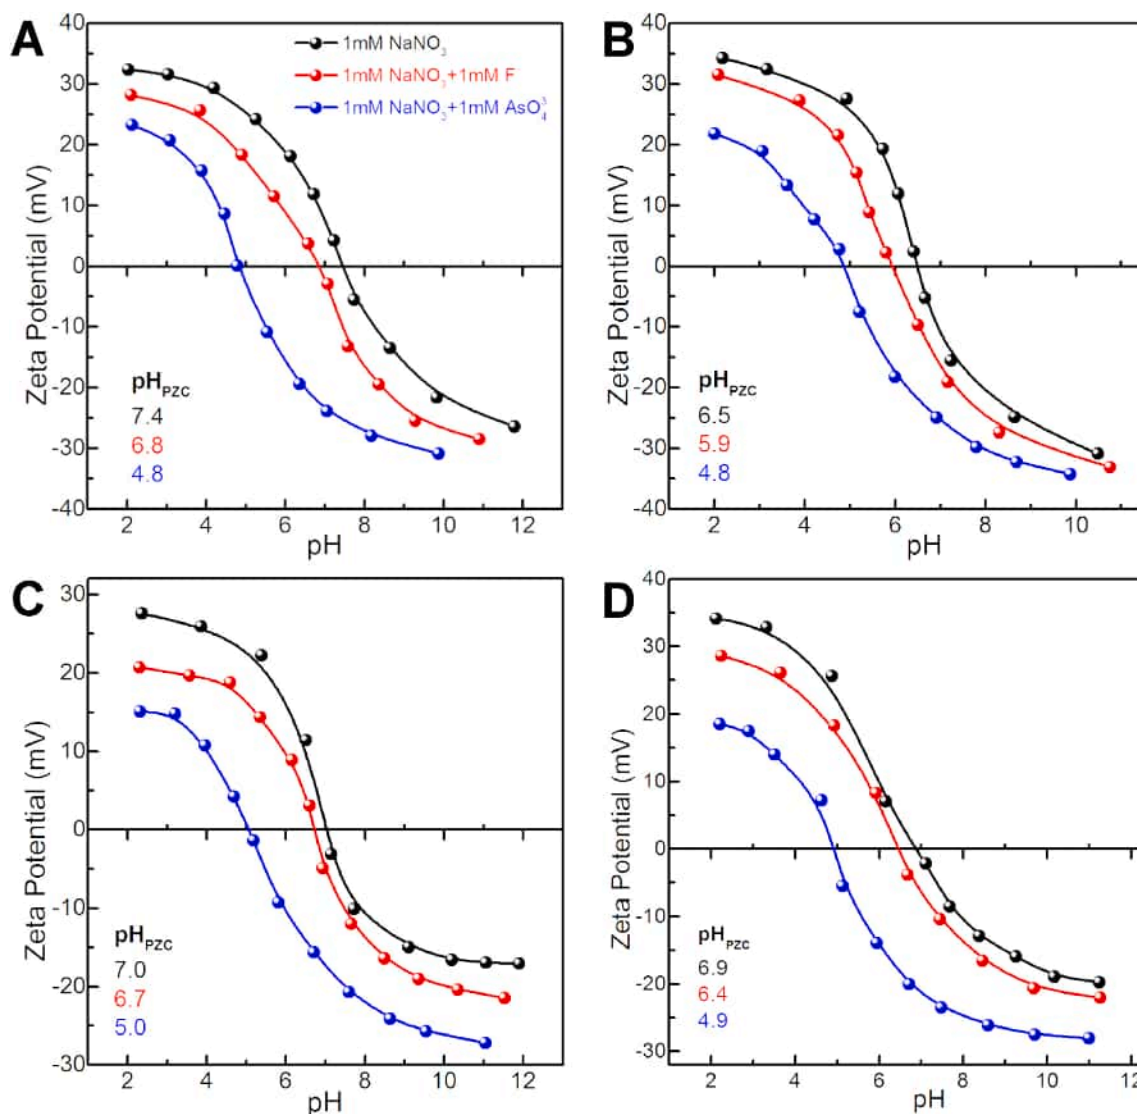 A
Zeta Potential (mV)
40
30
20
10
0
-10
-20
-30
-40
1mM NaNO3
1mM NaNO3+1mM F
1mM NaNO3+1mM AsO4 3
pHPZC
7.4
6.8
4.8
2 4 6 8 10 12
pH
B
Zeta Potential (mV)
40
30
20
10
0
-10
-20
-30
-40
pHPZC
6.5
5.9
4.8
2 4 6 8 10
pH
C
Zeta Potential (mV)
30
20
10
0
-10
-20
-30
pHPZC
7.0
6.7
5.0
2 4 6 8 10 12
pH
D
Zeta Potential (mV)
40
30
20
10
0
-10
-20
-30
pHPZC
6.9
6.4
4.9
2 4 6 8 10 12
pH